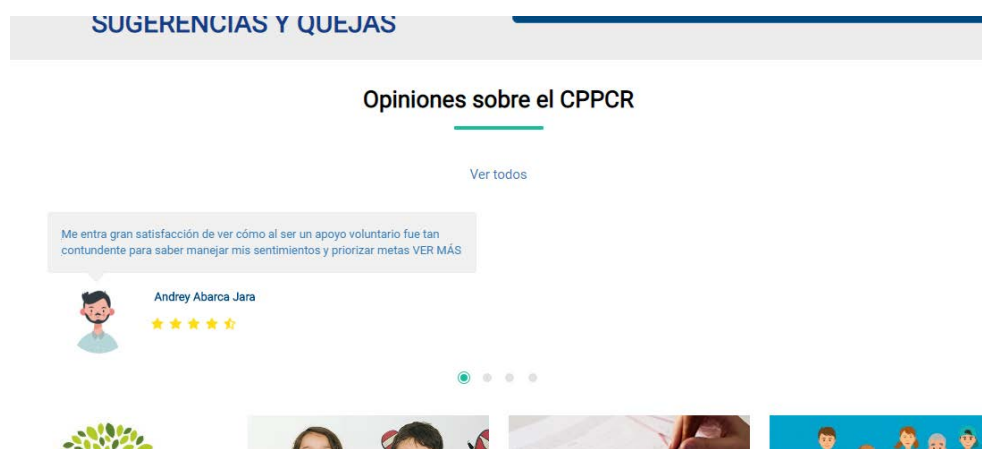 SUGERENCIAS Y QUEJAS
Opiniones sobre el CPPCR
Ver todos
Me entra gran satisfacción de ver cómo al ser un apoyo voluntario fue tan
contundente para saber manejar mis sentimientos y priorizar metas VER MÁS
Andrey Abarca Jara